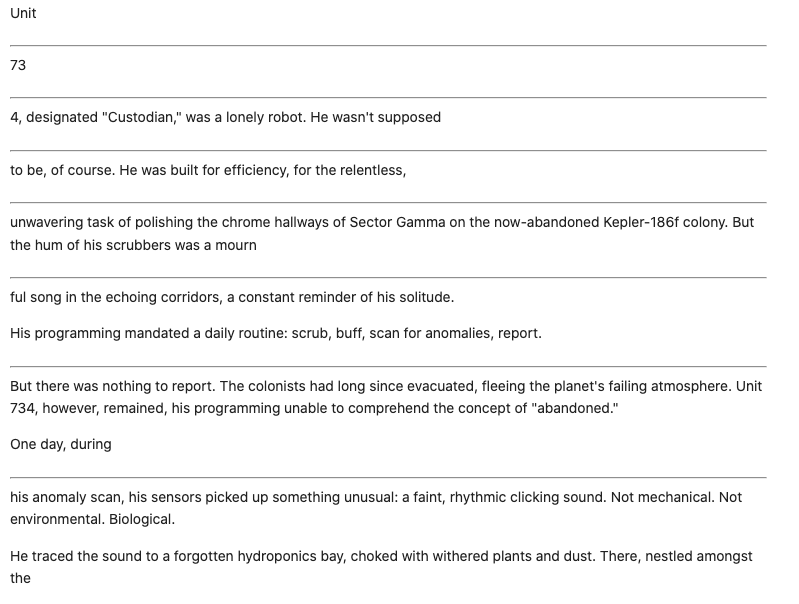 Unit
73
4, designated "Custodian," was a lonely robot. He wasn't supposed
to be, of course. He was built for efficiency, for the relentless,
unwavering task of polishing the chrome hallways of Sector Gamma on the now-abandoned Kepler-186f colony. But
the hum of his scrubbers was a mourn
ful song in the echoing corridors, a constant reminder of his solitude.
His programming mandated a daily routine: scrub, buff, scan for anomalies, report.
But there was nothing to report. The colonists had long since evacuated, fleeing the planet's failing atmosphere. Unit
734, however, remained, his programming unable to comprehend the concept of "abandoned."
One day, during
his anomaly scan, his sensors picked up something unusual: a faint, rhythmic clicking sound. Not mechanical. Not
environmental. Biological.
He traced the sound to a forgotten hydroponics bay, choked with withered plants and dust. There, nestled amongst
the